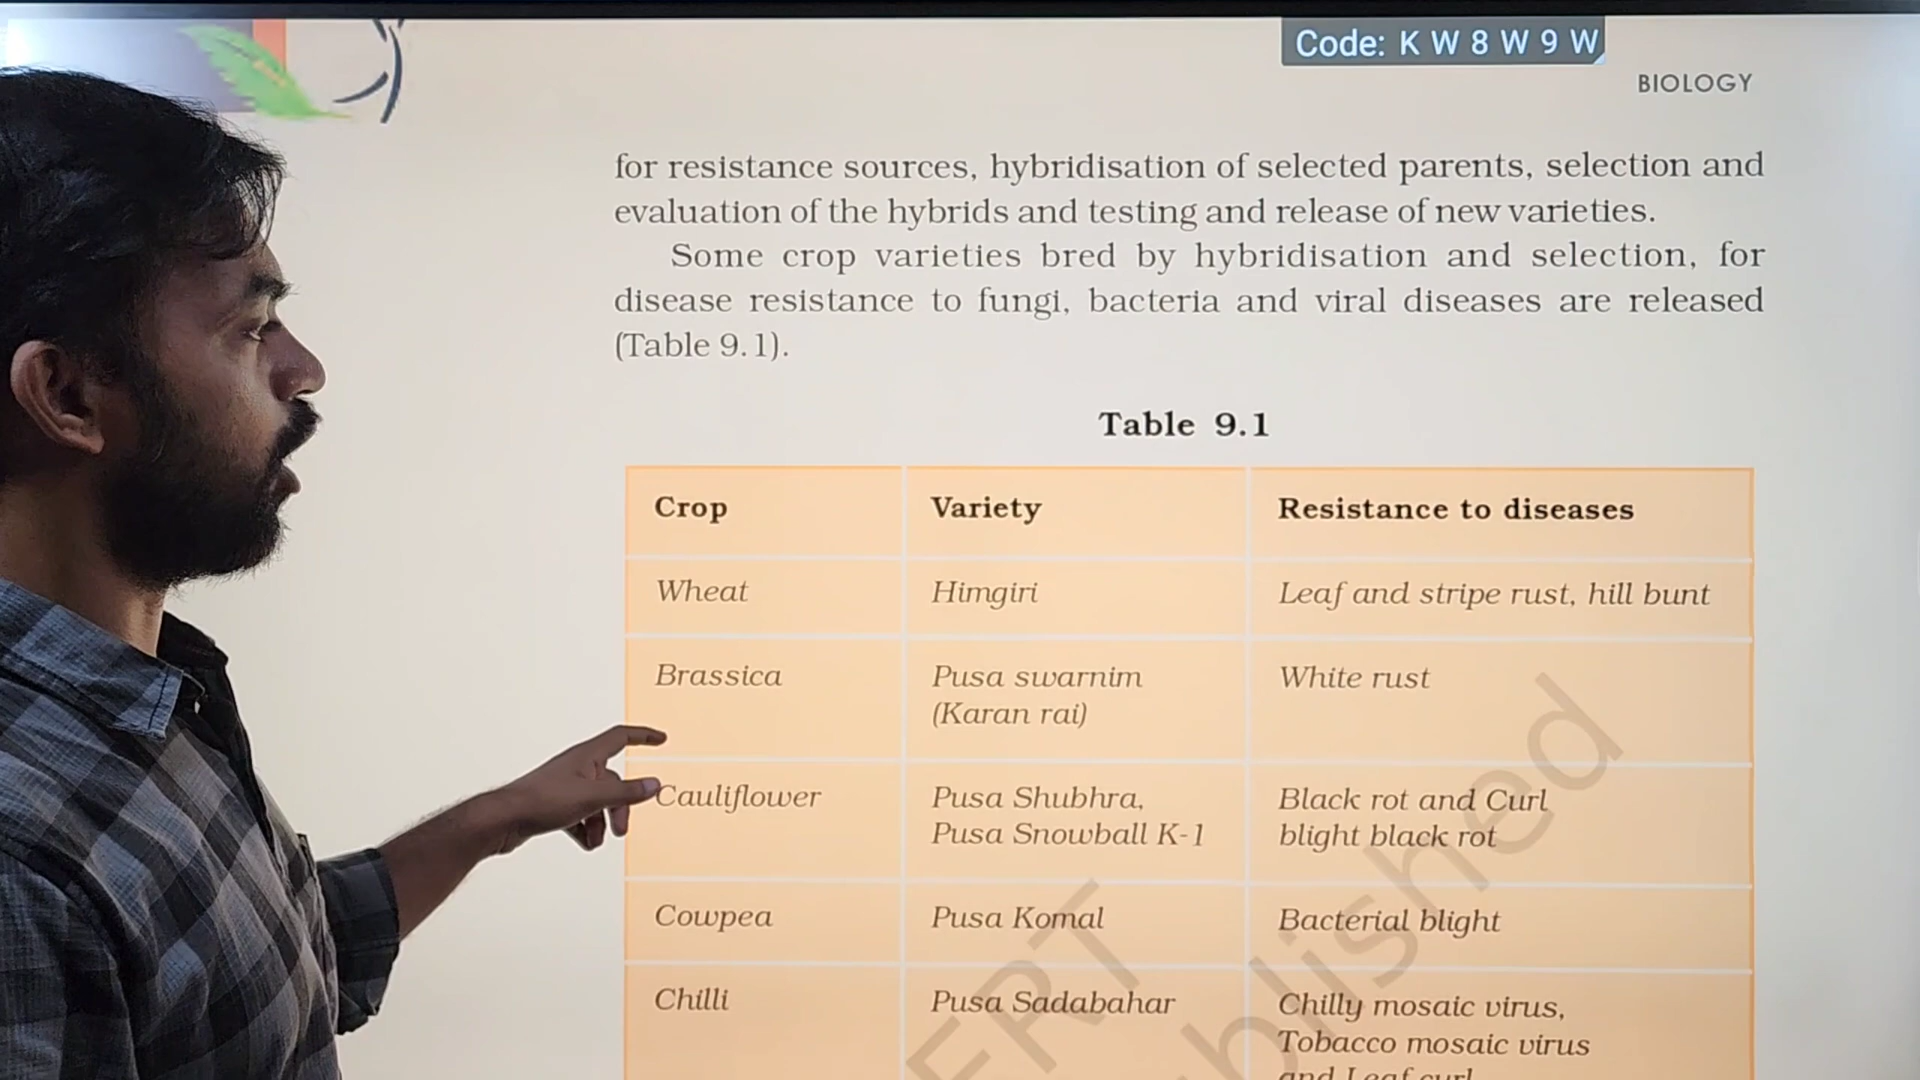 Code: K W 8 W 9 W
BIOLOGY
for resistance sources, hybridisation of selected parents, selection and
evaluation of the hybrids and testing and release of new varieties.
Some crop varieties bred by hybridisation and selection, for
disease resistance to fungi, bacteria and viral diseases are released
(Table 9.1).
Table 9.1
Crop Variety Resistance to diseases
Wheat Himgiri Leaf and stripe rust, hill bunt
Brassica Pusa swarnim White rust
(Karan rai)
Cauliflower Pusa Shubhra, Black rot and Curl
Pusa Snowball K-1 blight black rot
Cowpea Pusa Komal Bacterial blight
Chilli Pusa Sadabahar Chilly mosaic virus,
Tobacco mosaic virus
and Leaf curl